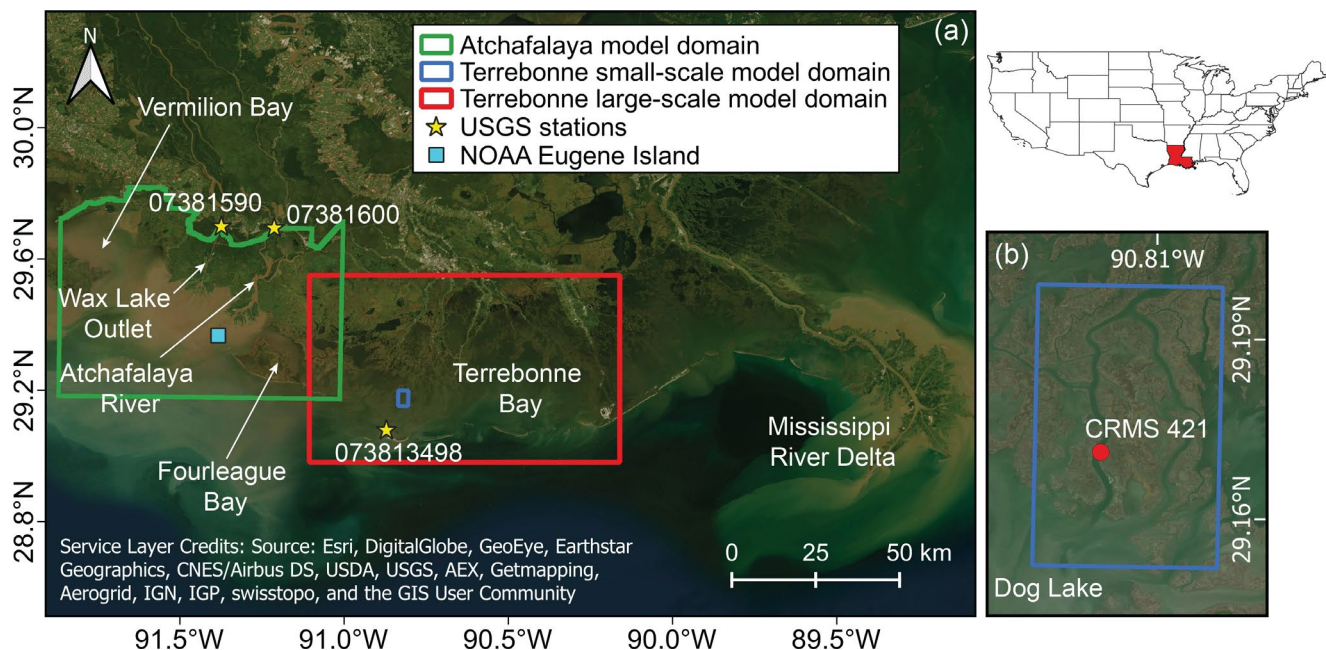 (a)
N
Atchafalaya model domain
Terrebonne small-scale model domain
Terrebonne large-scale model domain
USGS stations
NOAA Eugene Island
Vermilion Bay
07381590
07381600
Wax Lake
Outlet
Atchafalaya
River
Fourleague
Bay
Terrebonne
Bay
073813498
Mississippi
River Delta
Service Layer Credits: Source: Esri, DigitalGlobe, GeoEye, Earthstar
Geographics, CNES/Airbus DS, USDA, USGS, AEX, Getmapping,
Aerogrid, IGN, IGP, swisstopo, and the GIS User Community
0 25 50 km
30.0°N
29.6°N
29.2°N
28.8°N
91.5°W 91.0°W 90.5°W 90.0°W 89.5°W
(b)
90.81°W
29.19°N
CRMS 421
29.16°N
Dog Lake